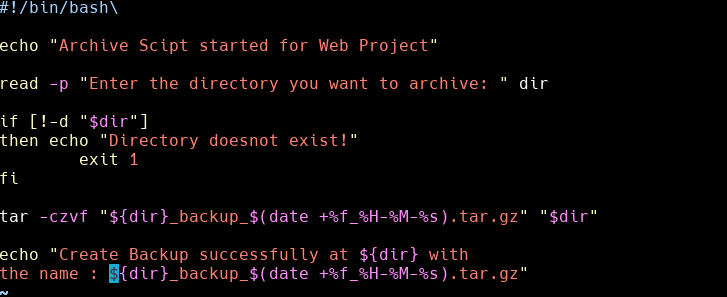 #!/bin/bash\
echo "Archive Scipt started for Web Project"
read -p "Enter the directory you want to archive: " dir
if [!-d "$dir"]
then echo "Directory doesnot exist!"
        exit 1
fi
tar -czvf "${dir}_backup_$(date +%f_%H-%M-%s).tar.gz" "$dir"
echo "Create Backup successfully at ${dir} with
the name : ${dir}_backup_$(date +%f_%H-%M-%s).tar.gz"
~